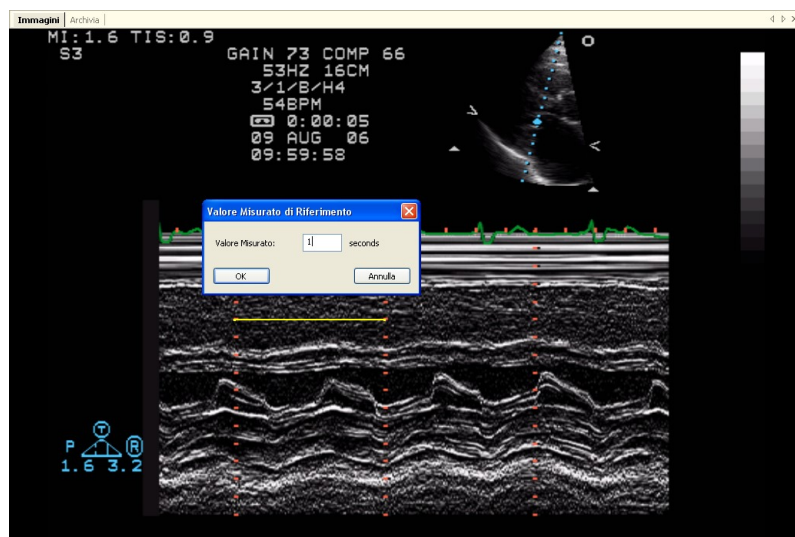 Immagini Archivia
MI:1.6 TIS:0.9
S3
GAIN 73 COMP 66
53HZ 16CM
3/1/B/H4
54BPM
0:00:05
09 AUG 06
09:59:58
Valore Misurato di Riferimento
Valore Misurato: 1 seconds
OK Annulla
T
P R
1.6 3.2